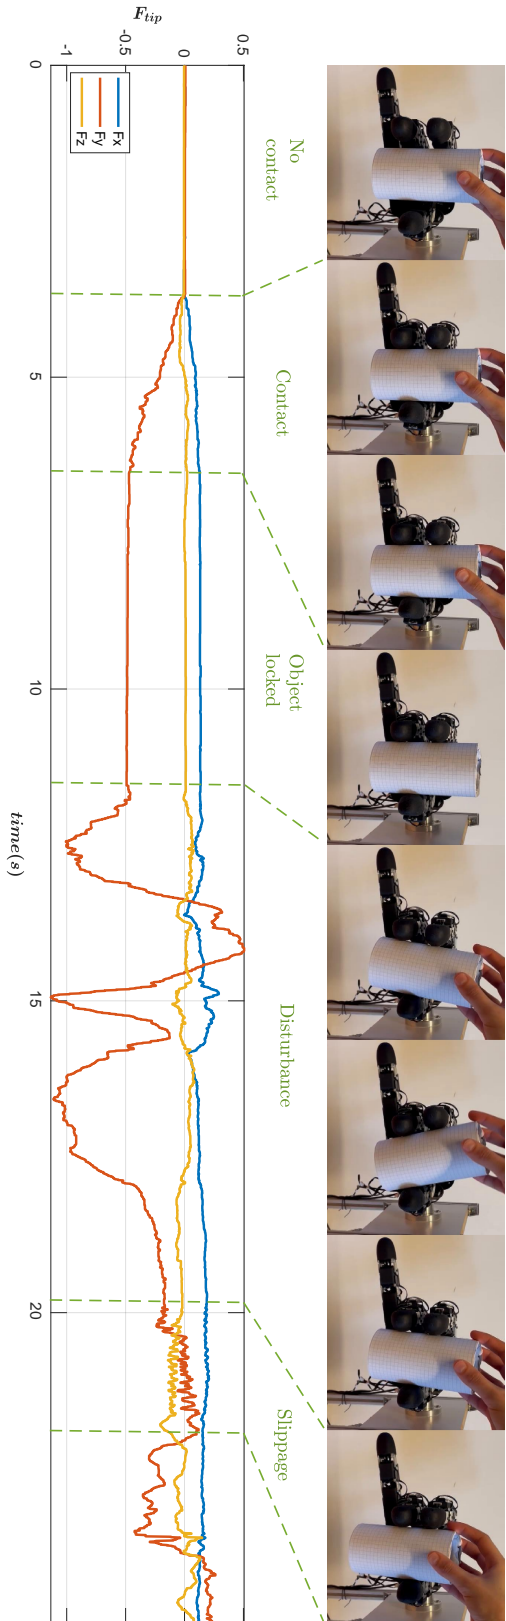 No
contact
Contact
Object
locked
Disturbance
Slippage
F_tip
0.5
0
-0.5
-1
Fx
Fy
Fz
0
5
10
15
20
time(s)